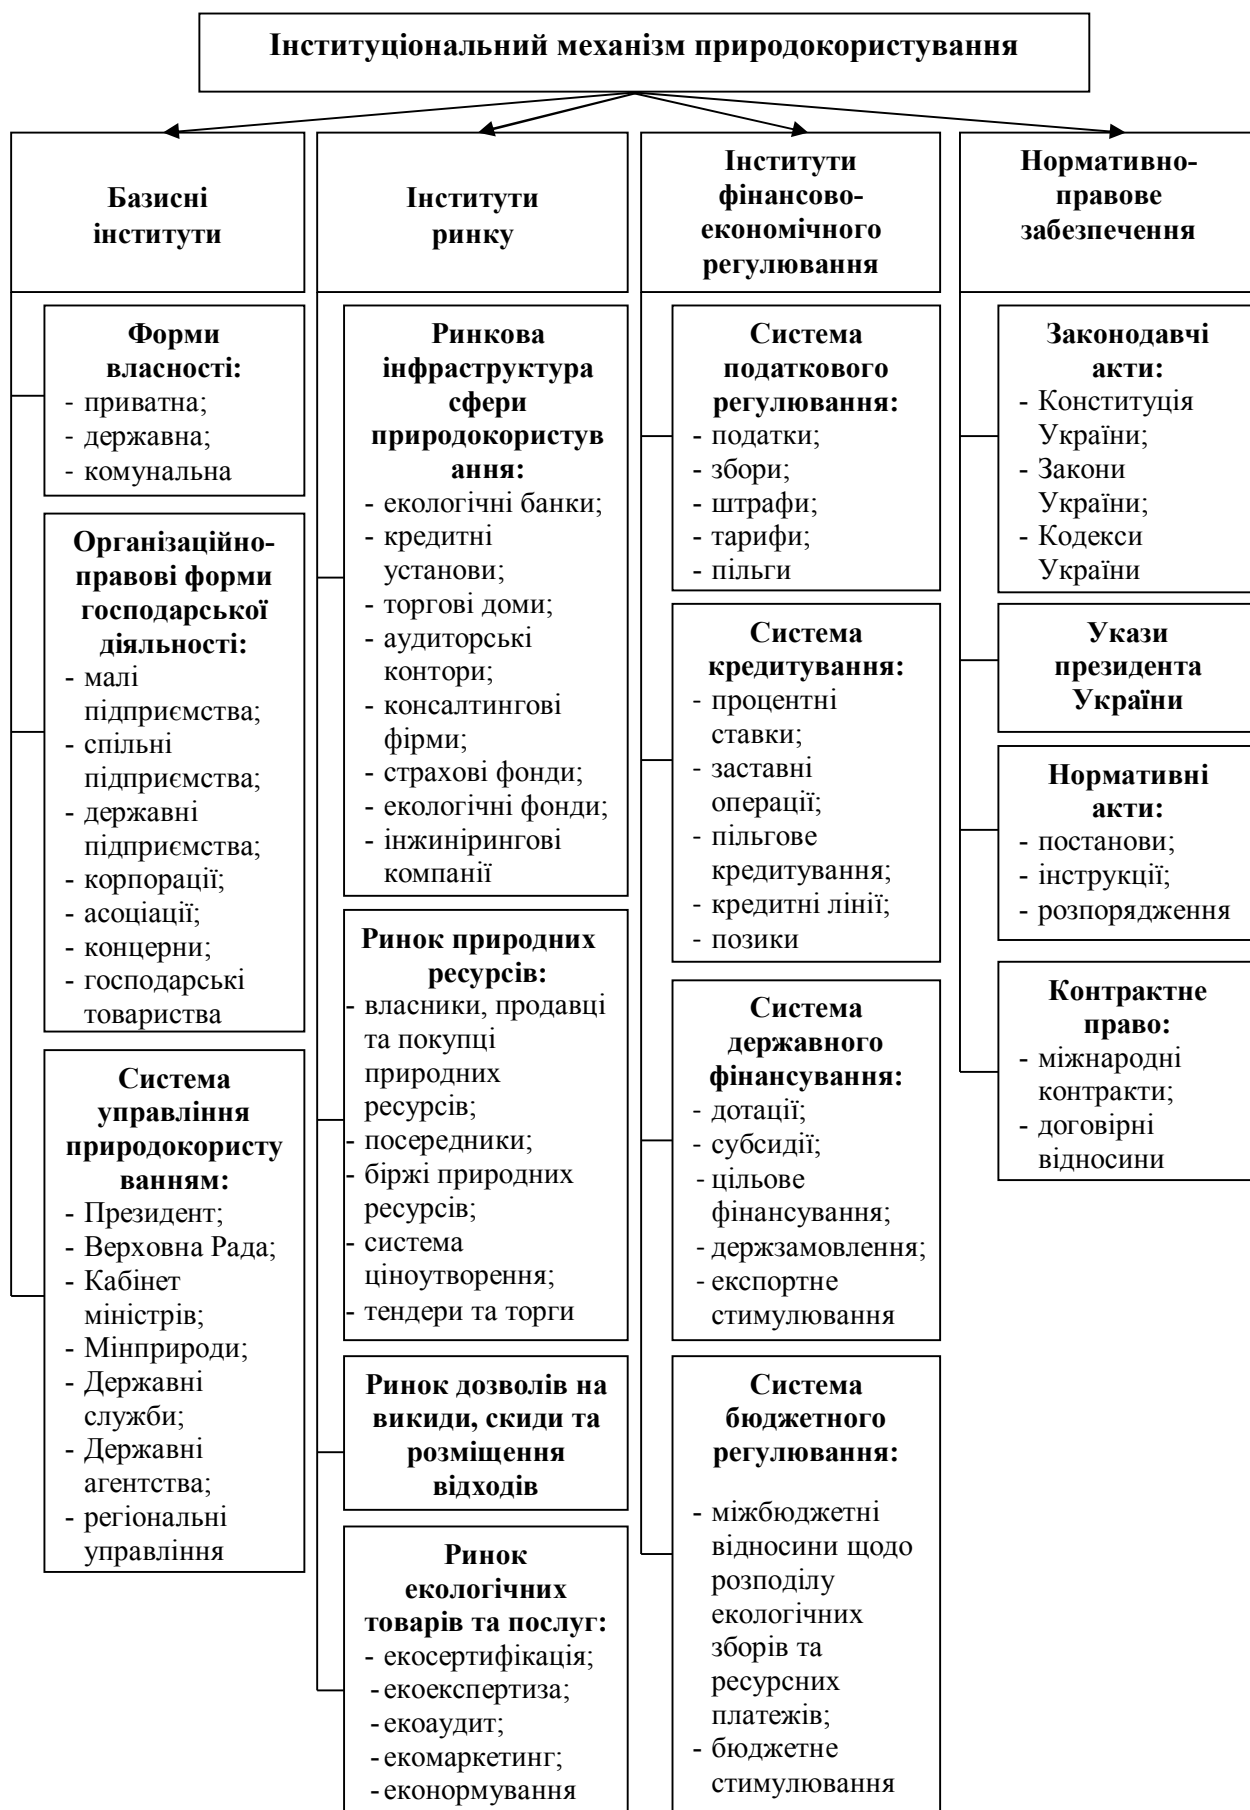 Інституціональний механізм природокористування
Базисні
інститути
Форми
власності:
- приватна;
- державна;
- комунальна
Організаційно-
правові форми
господарської
діяльності:
- малі
підприємства;
- спільні
підприємства;
- державні
підприємства;
- корпорації;
- асоціації;
- концерни;
- господарські
товариства
Система
управління
природокористу
ванням:
- Президент;
- Верховна Рада;
- Кабінет
міністрів;
- Мінприроди;
- Державні
служби;
- Державні
агентства;
- регіональні
управління
Інститути
ринку
Ринкова
інфраструктура
сфери
природокористув
ання:
- екологічні банки;
- кредитні
установи;
- торгові доми;
- аудиторські
контори;
- консалтингові
фірми;
- страхові фонди;
- екологічні фонди;
- інжинірингові
компанії
Ринок природних
ресурсів:
- власники, продавці
та покупці
природних
ресурсів;
- посередники;
- біржі природних
ресурсів;
- система
ціноутворення;
- тендери та торги
Ринок дозволів на
викиди, скиди та
розміщення
відходів
Ринок
екологічних
товарів та послуг:
- екосертифікація;
- екоекспертиза;
- екоаудит;
- екомаркетинг;
- економування
Інститути
фінансово-
економічного
регулювання
Система
податкового
регулювання:
- податки;
- збори;
- штрафи;
- тарифи;
- пільги
Система
кредитування:
- процентні
ставки;
- заставні
операції;
- пільгове
кредитування;
- кредитні лінії;
- позики
Система
державного
фінансування:
- дотації;
- субсидії;
- цільове
фінансування;
- держзамовлення;
- експортне
стимулювання
Система
бюджетного
регулювання:
- міжбюджетні
відносини щодо
розподілу
екологічних
зборів та
ресурсних
платежів;
- бюджетне
стимулювання
Нормативно-
правове
забезпечення
Законодавчі
акти:
- Конституція
України;
- Закони
України;
- Кодекси
України
Укази
президента
України
Нормативні
акти:
- постанови;
- інструкції;
- розпорядження
Контрактне
право:
- міжнародні
контракти;
- договірні
відносини